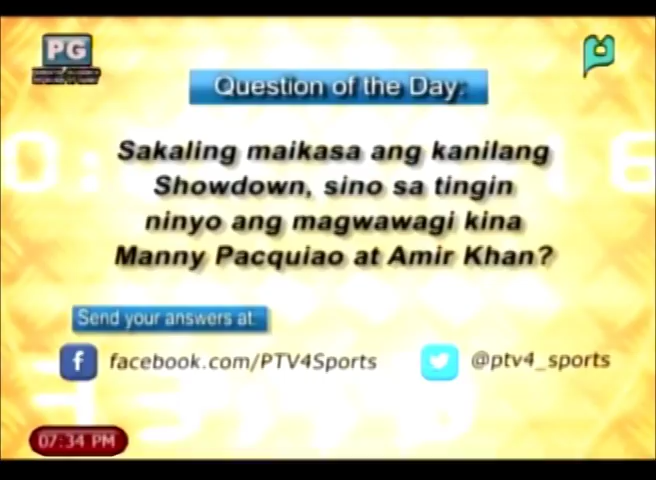 PG
Question of the Day:
Sakaling maikasa ang kanilang
Showdown, sino sa tingin
ninyo ang magwawagi kina
Manny Pacquiao at Amir Khan?
Send your answers at:
f facebook.com/PTV4Sports
@ptv4_sports
07:34 PM